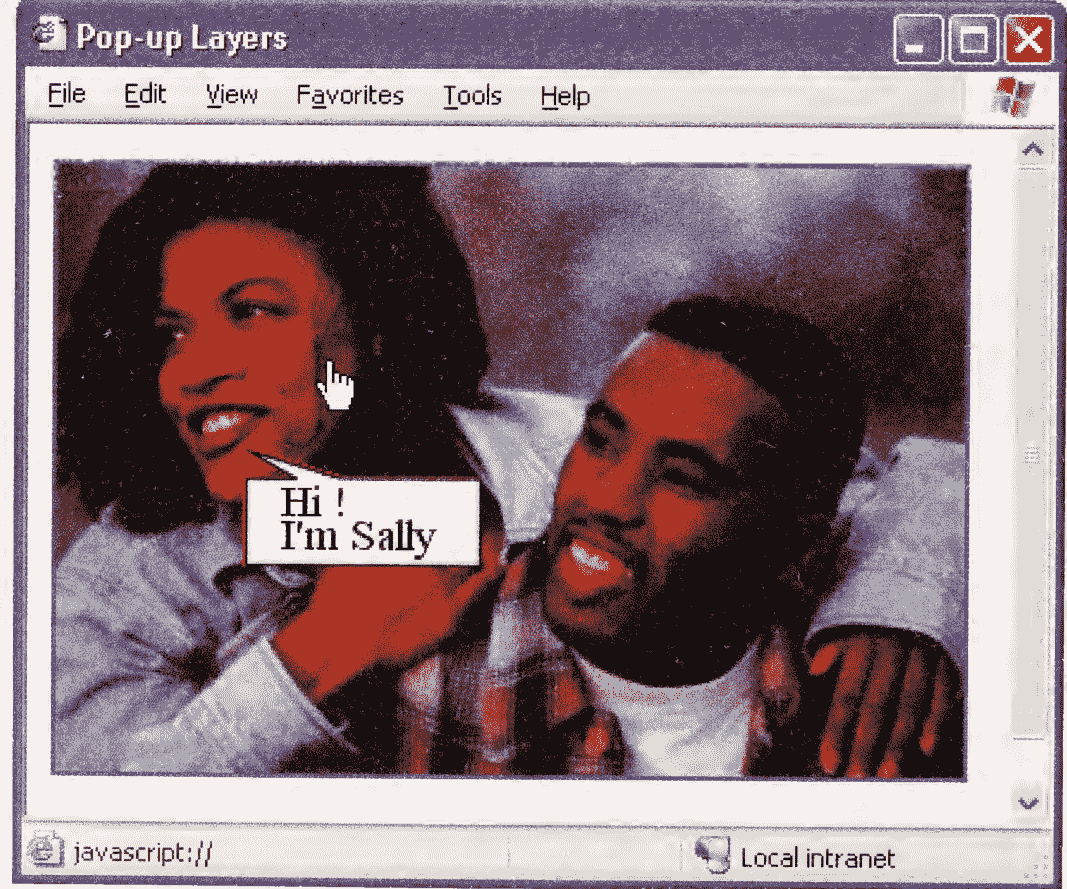 Pop-up Layers
File Edit View Favorites Tools Help
Hi !
I'm Sally
javascript://
Local intranet